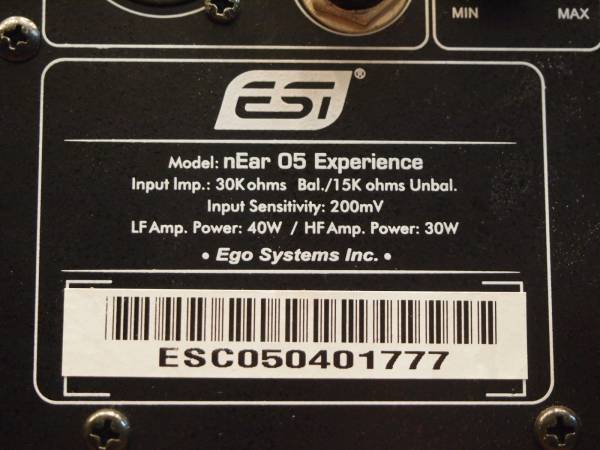 MIN MAX
ESI®
Model: nEar 05 Experience
Input Imp.: 30K ohms Bal./15K ohms Unbal.
Input Sensitivity: 200mV
LF Amp. Power: 40W / HF Amp. Power: 30W
• Ego Systems Inc. •
ESC050401777